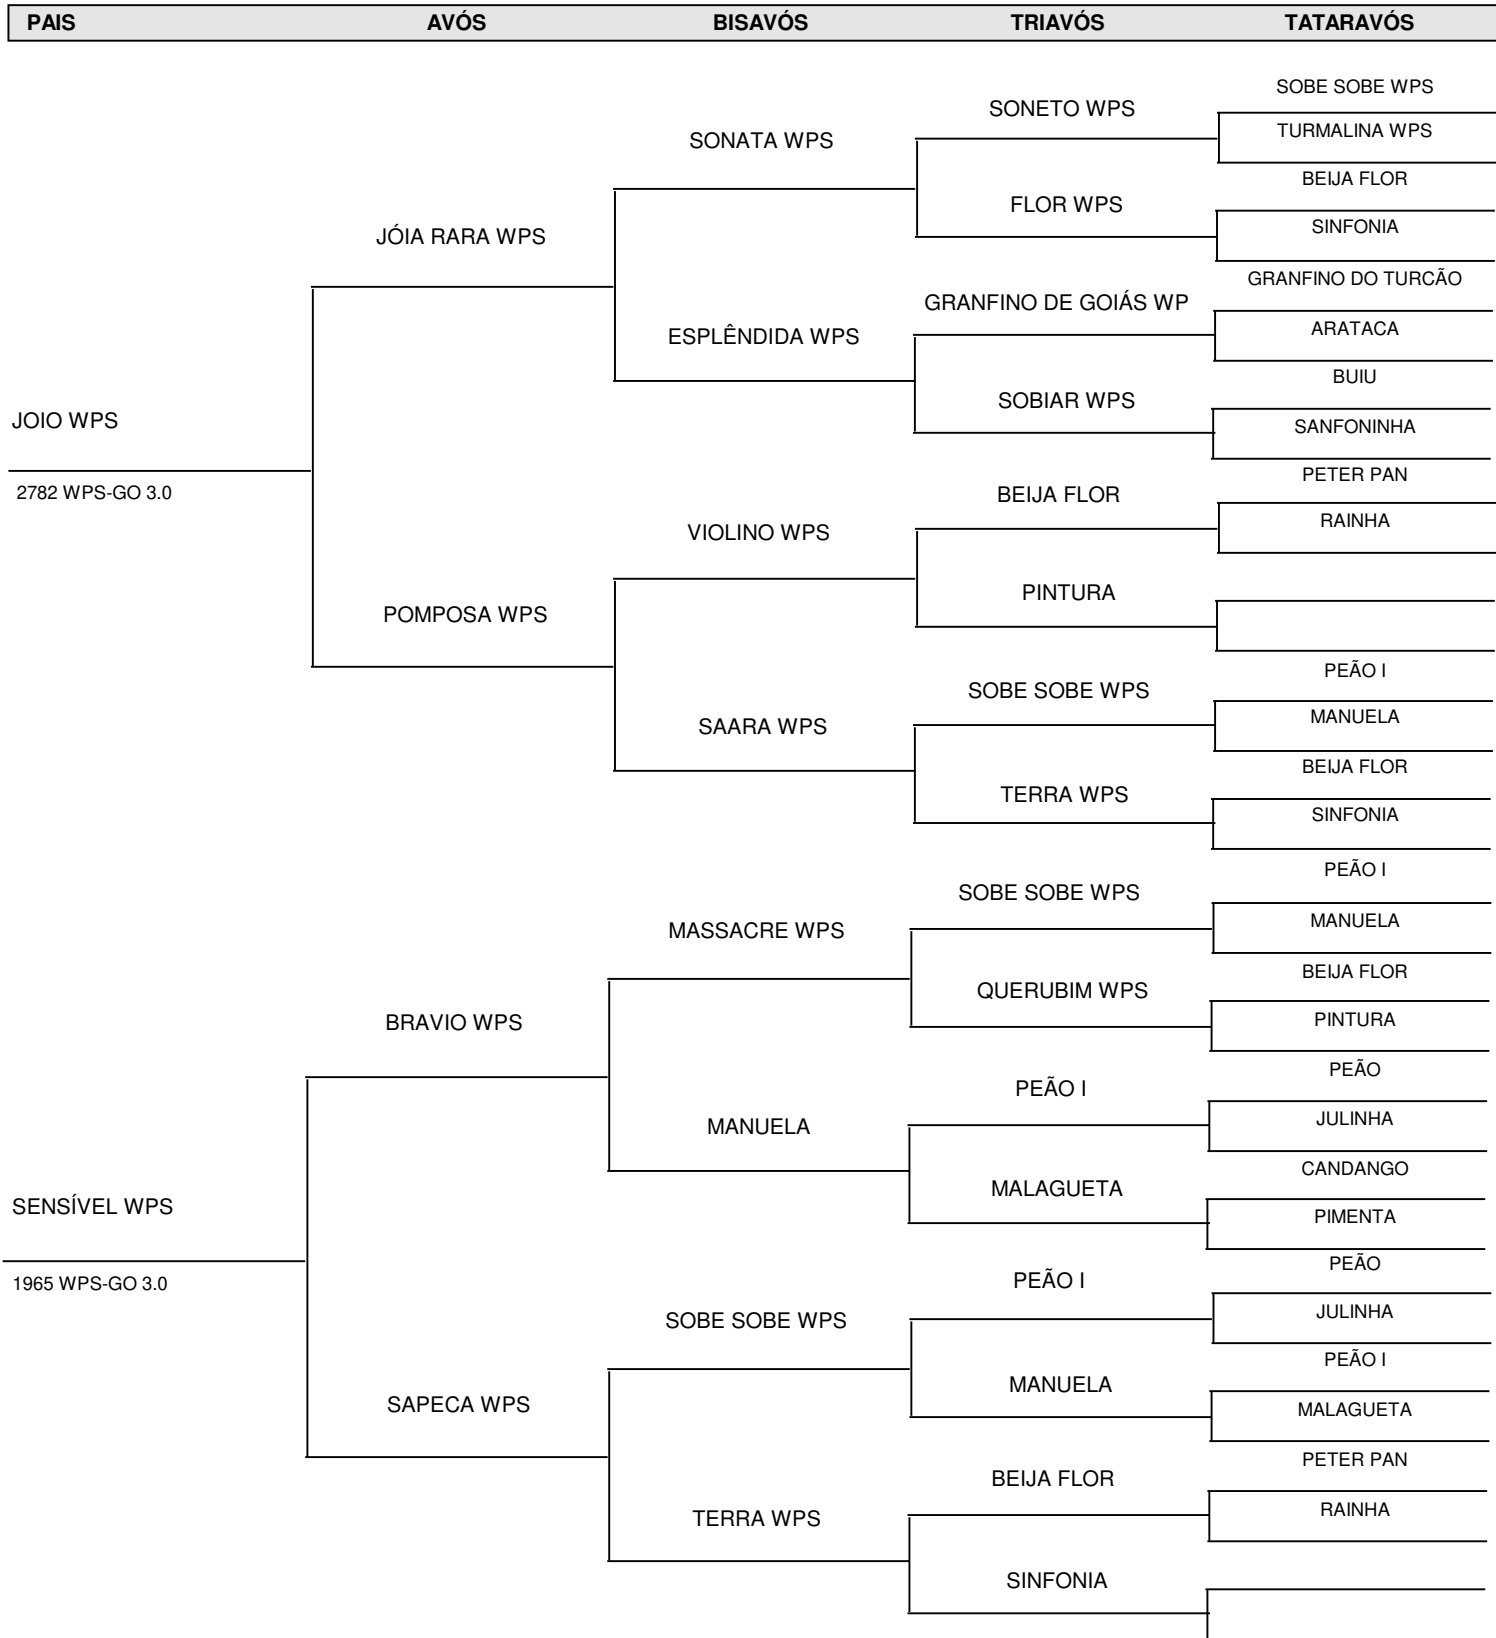 PAIS AVÓS BISAVÓS TRIAVÓS TATARAVÓS
SOBE SOBE WPS
SONETO WPS
TURMALINA WPS
SONATA WPS
BEIJA FLOR
FLOR WPS
SINFONIA
JÓIA RARA WPS
GRANFINO DO TURCÃO
GRANFINO DE GOIÁS WP
ARATACA
ESPLÊNDIDA WPS
BUIU
SOBIAR WPS
JOIO WPS
SANFONINHA
PETER PAN
2782 WPS-GO 3.0
BEIJA FLOR
RAINHA
VIOLINO WPS
PINTURA
POMPOSA WPS
PEÃO I
SOBE SOBE WPS
MANUELA
SAARA WPS
BEIJA FLOR
TERRA WPS
SINFONIA
PEÃO I
SOBE SOBE WPS
MANUELA
MASSACRE WPS
BEIJA FLOR
QUERUBIM WPS
BRAVIO WPS
PINTURA
PEÃO
PEÃO I
JULINHA
MANUELA
CANDANGO
MALAGUETA
SENSÍVEL WPS
PIMENTA
PEÃO
1965 WPS-GO 3.0
PEÃO I
JULINHA
SOBE SOBE WPS
PEÃO I
MANUELA
SAPECA WPS
MALAGUETA
PETER PAN
BEIJA FLOR
RAINHA
TERRA WPS
SINFONIA